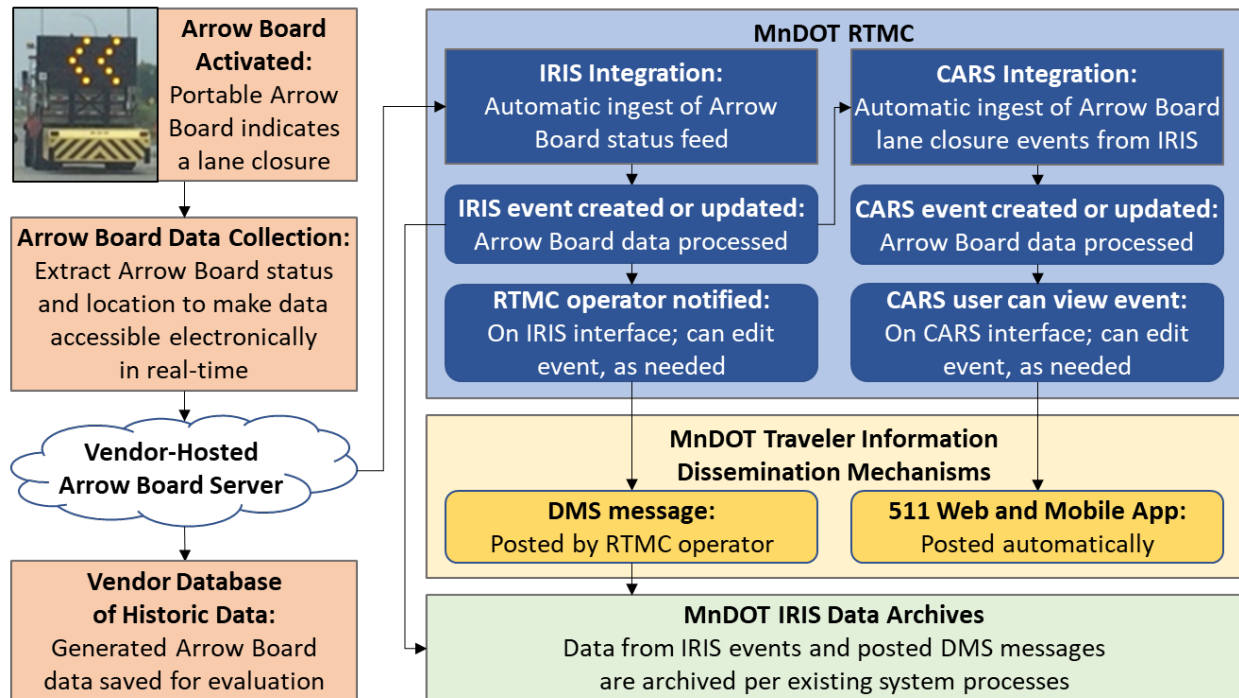 Arrow Board
Activated:
Portable Arrow
Board indicates
a lane closure
Arrow Board Data Collection:
Extract Arrow Board status
and location to make data
accessible electronically
in real-time
Vendor-Hosted
Arrow Board Server
Vendor Database
of Historic Data:
Generated Arrow Board
data saved for evaluation
MnDOT RTMC
IRIS Integration:
Automatic ingest of Arrow
Board status feed
IRIS event created or updated:
Arrow Board data processed
RTMC operator notified:
On IRIS interface; can edit
event, as needed
CARS Integration:
Automatic ingest of Arrow Board
lane closure events from IRIS
CARS event created or updated:
Arrow Board data processed
CARS user can view event:
On CARS interface; can edit
event, as needed
MnDOT Traveler Information
Dissemination Mechanisms
DMS message:
Posted by RTMC operator
511 Web and Mobile App:
Posted automatically
MnDOT IRIS Data Archives
Data from IRIS events and posted DMS messages
are archived per existing system processes